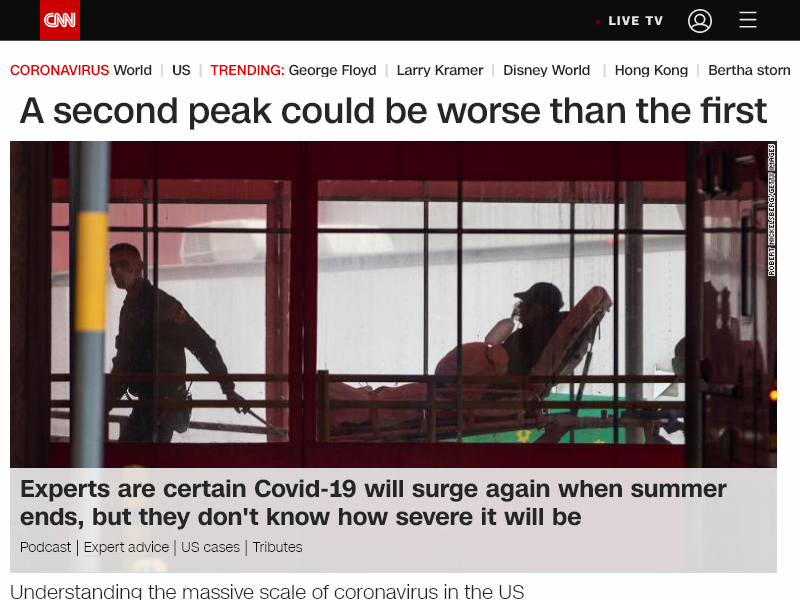 CNN
LIVE TV
CORONAVIRUS World | US | TRENDING: George Floyd | Larry Kramer | Disney World | Hong Kong | Bertha storn
A second peak could be worse than the first
ROBERT NICKELSBERG/GETTY IMAGES
Experts are certain Covid-19 will surge again when summer
ends, but they don't know how severe it will be
Podcast | Expert advice | US cases | Tributes
Understanding the massive scale of coronavirus in the US